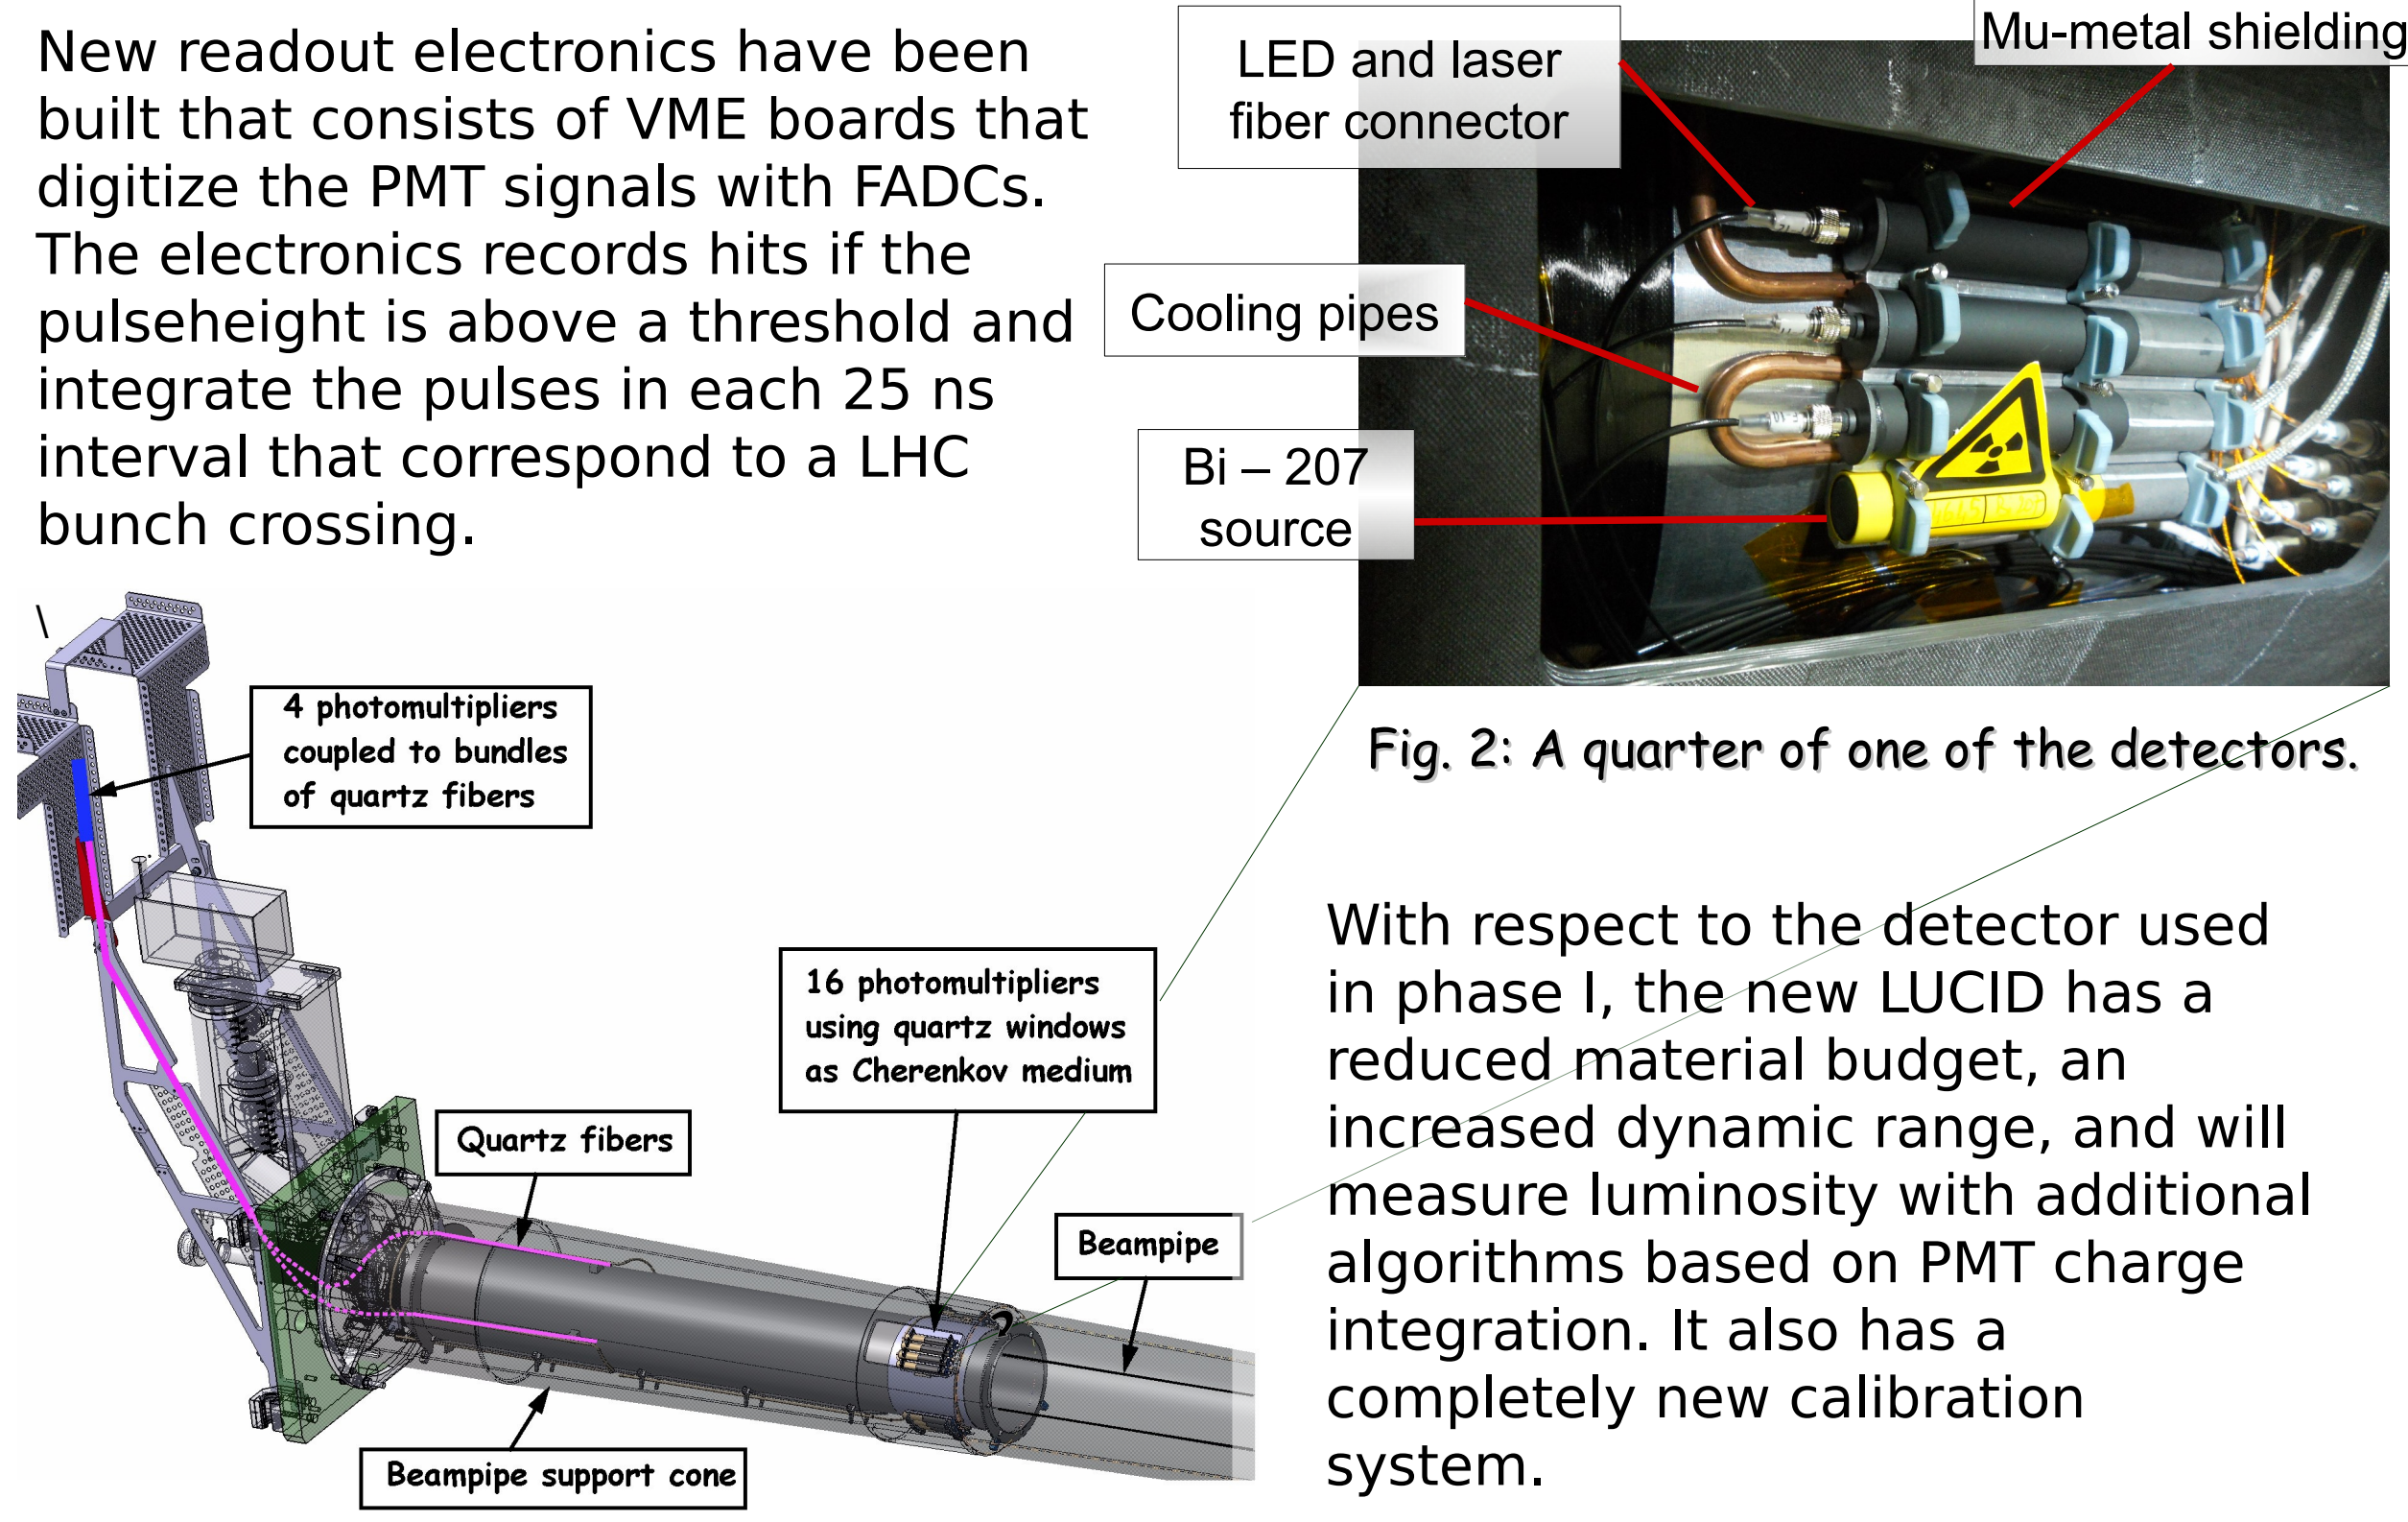 New readout electronics have been
built that consists of VME boards that
digitize the PMT signals with FADCs.
The electronics records hits if the
pulseheight is above a threshold and
integrate the pulses in each 25 ns
interval that correspond to a LHC
bunch crossing.
LED and laser
fiber connector
Mu-metal shielding
Cooling pipes
Bi – 207
source
Fig. 2: A quarter of one of the detectors.
\
4 photomultipliers
coupled to bundles
of quartz fibers
16 photomultipliers
using quartz windows
as Cherenkov medium
Quartz fibers
Beampipe
Beampipe support cone
With respect to the detector used
in phase I, the new LUCID has a
reduced material budget, an
increased dynamic range, and will
measure luminosity with additional
algorithms based on PMT charge
integration. It also has a
completely new calibration
system.